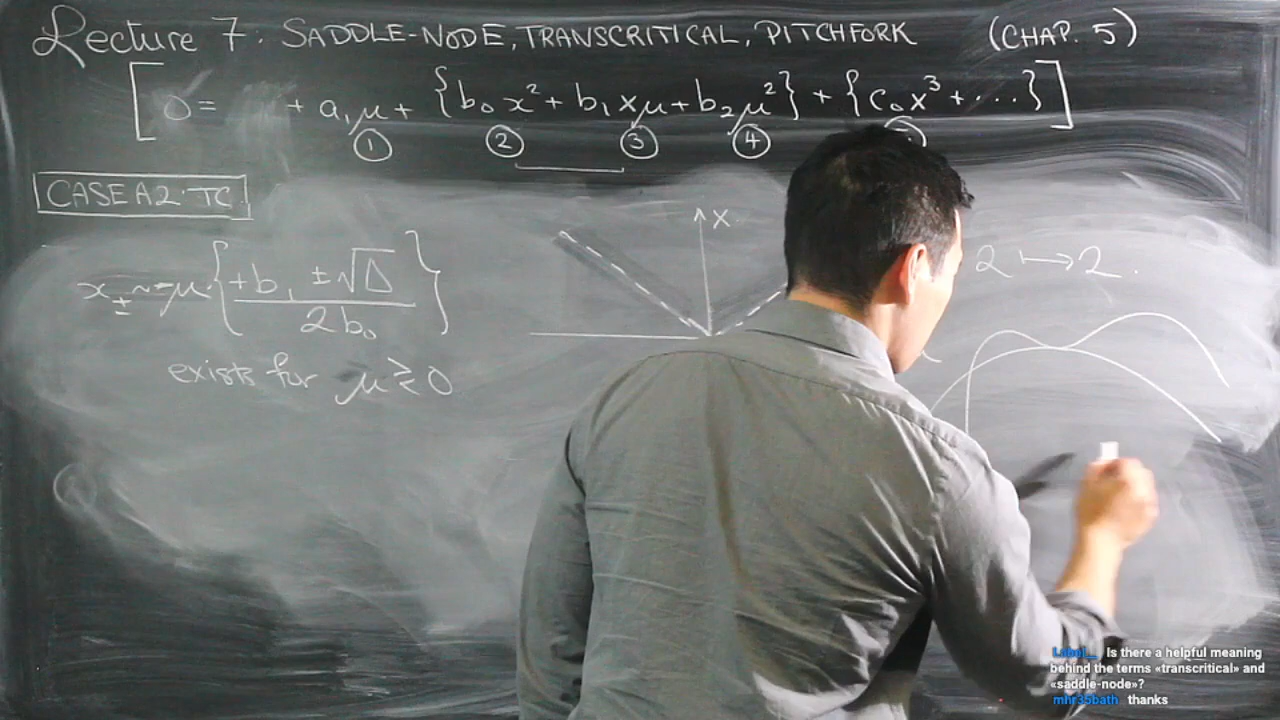 Lecture 7: SADDLE-NODE, TRANSCRITICAL, PITCHFORK (CHAP. 5)
[ 0 = + a₁μ + {b₀x² + b₁xμ + b₂μ²} + {c₀x³ + ...} ]
① ② ③ ④
CASE A2: TC
x
2 ↦ 2.
x± ~ -μ · { +b₁ ± √Δ / 2b₀ }
exists for μ ≷ 0
Is there a helpful meaning
behind the terms «transcritical» and
«saddle-node»?
mhr35bath thanks